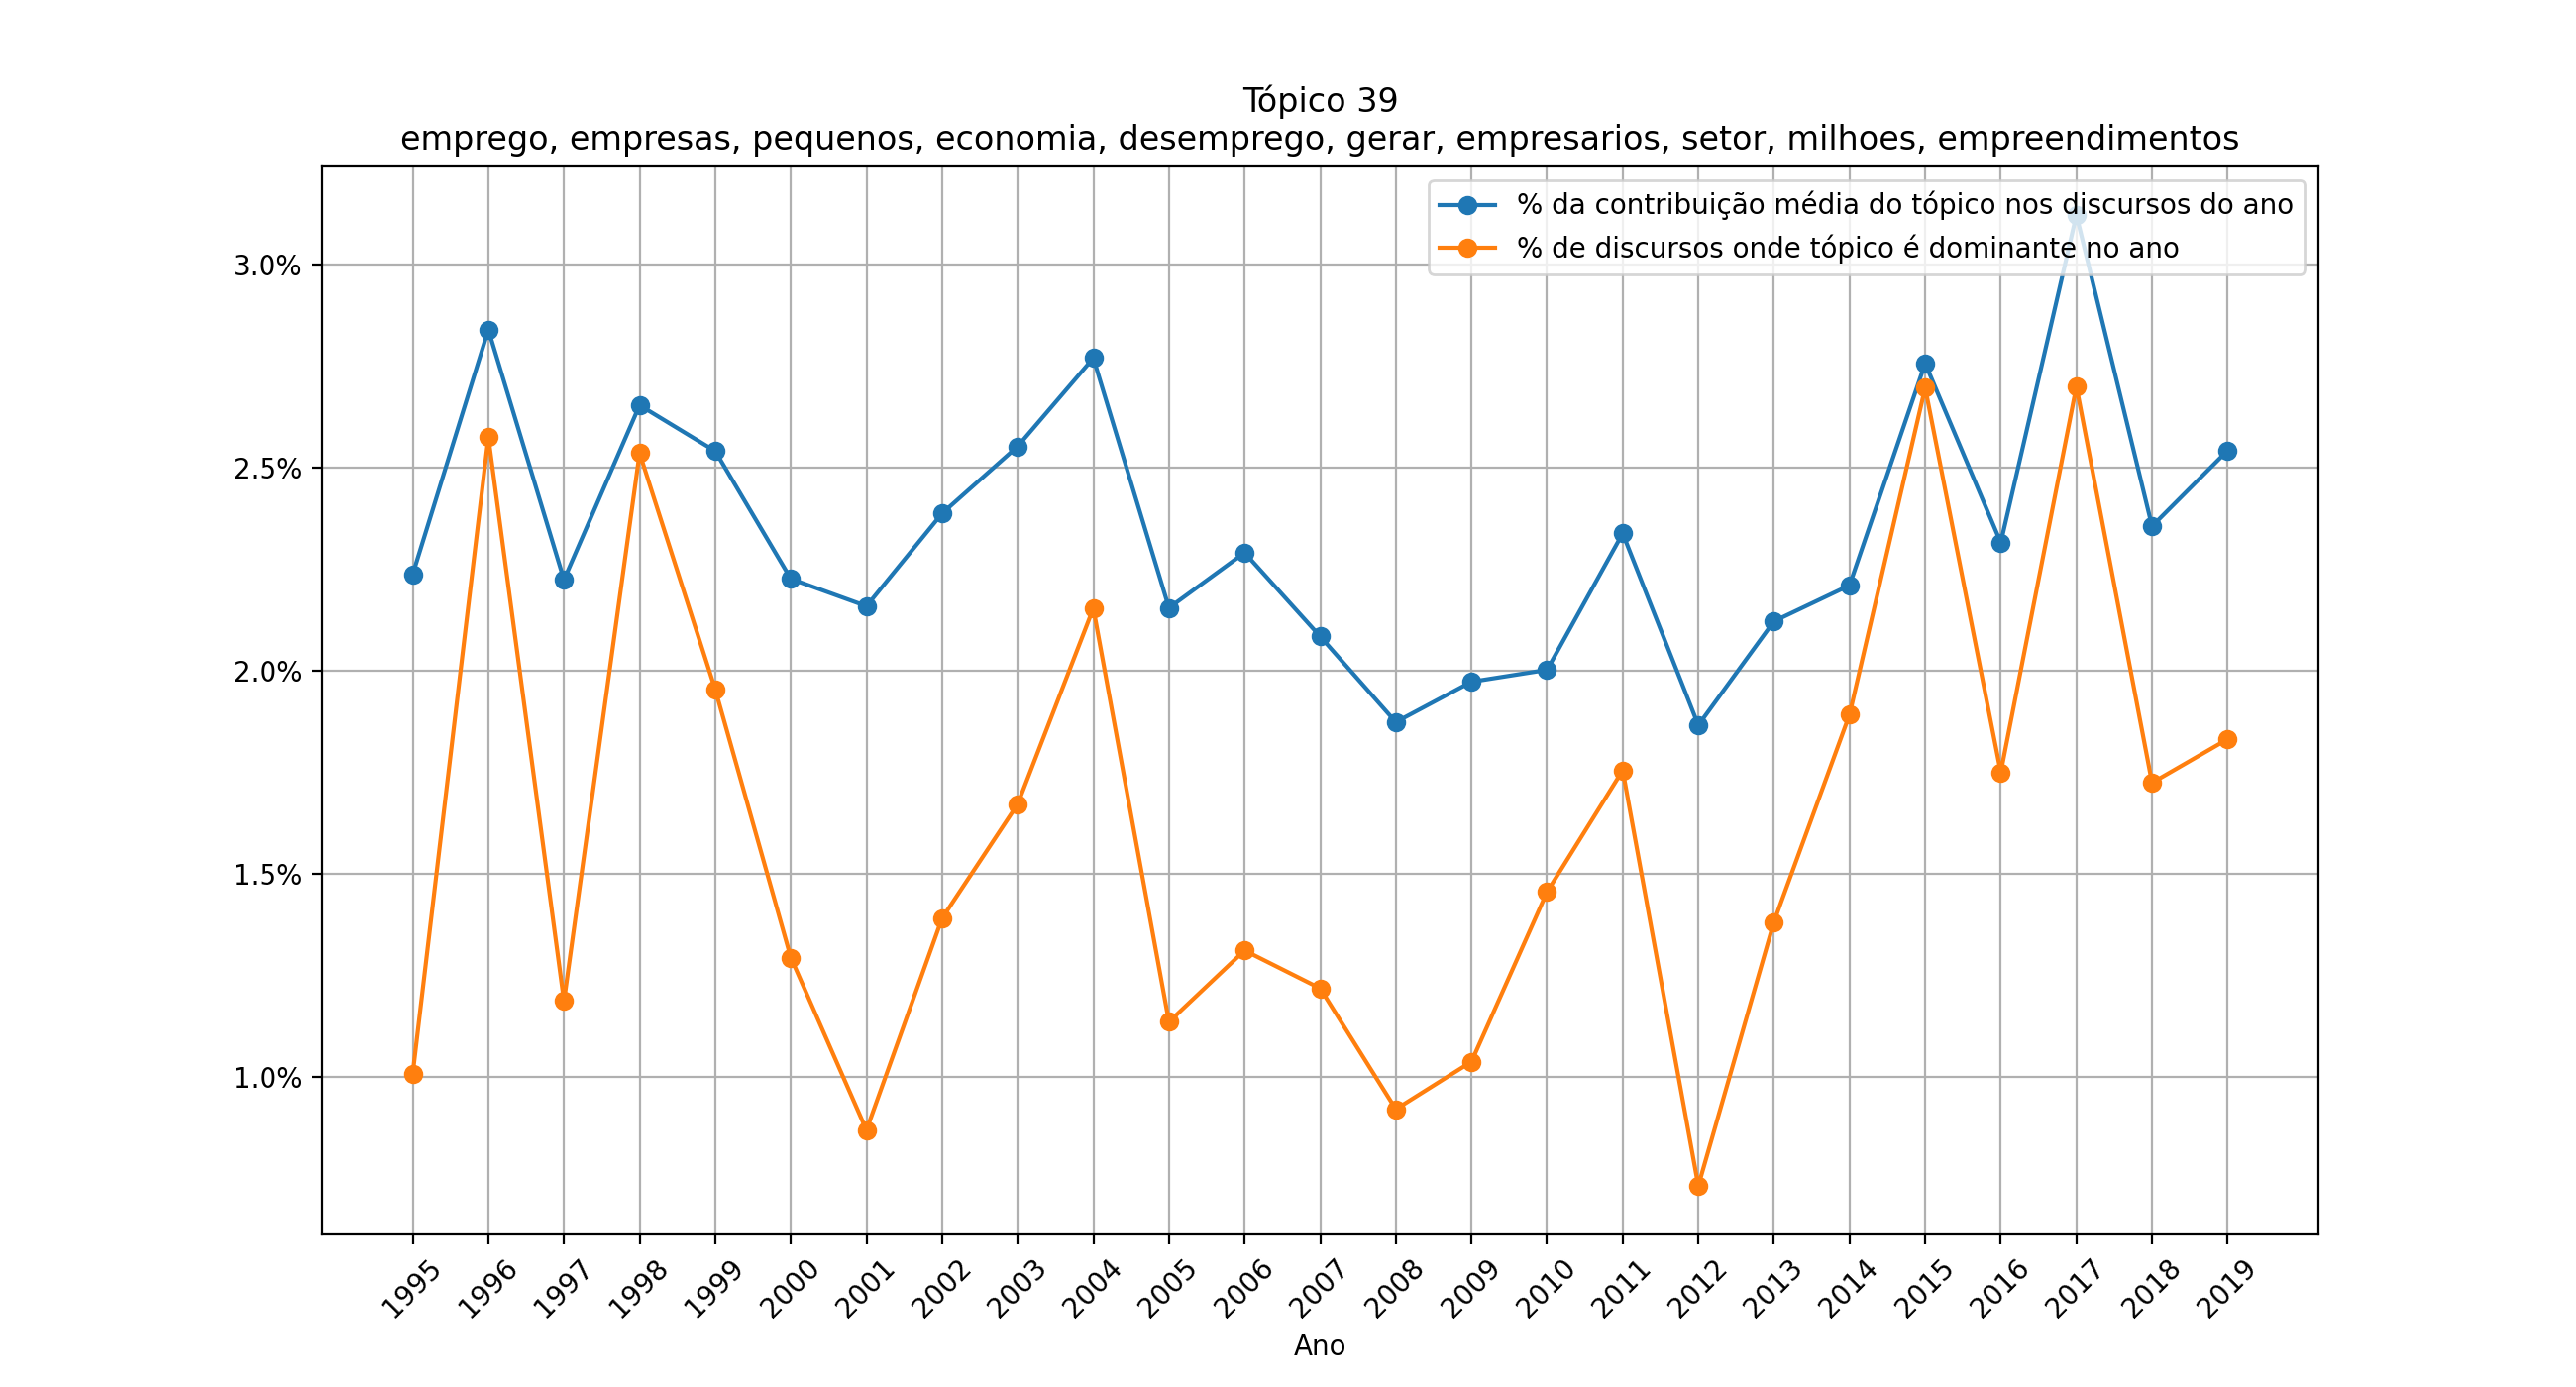 Tópico 39
emprego, empresas, pequenos, economia, desemprego, gerar, empresarios, setor, milhoes, empreendimentos
% da contribuição média do tópico nos discursos do ano
% de discursos onde tópico é dominante no ano
3.0%
2.5%
2.0%
1.5%
1.0%
1995 1996 1997 1998 1999 2000 2001 2002 2003 2004 2005 2006 2007 2008 2009 2010 2011 2012 2013 2014 2015 2016 2017 2018 2019
Ano